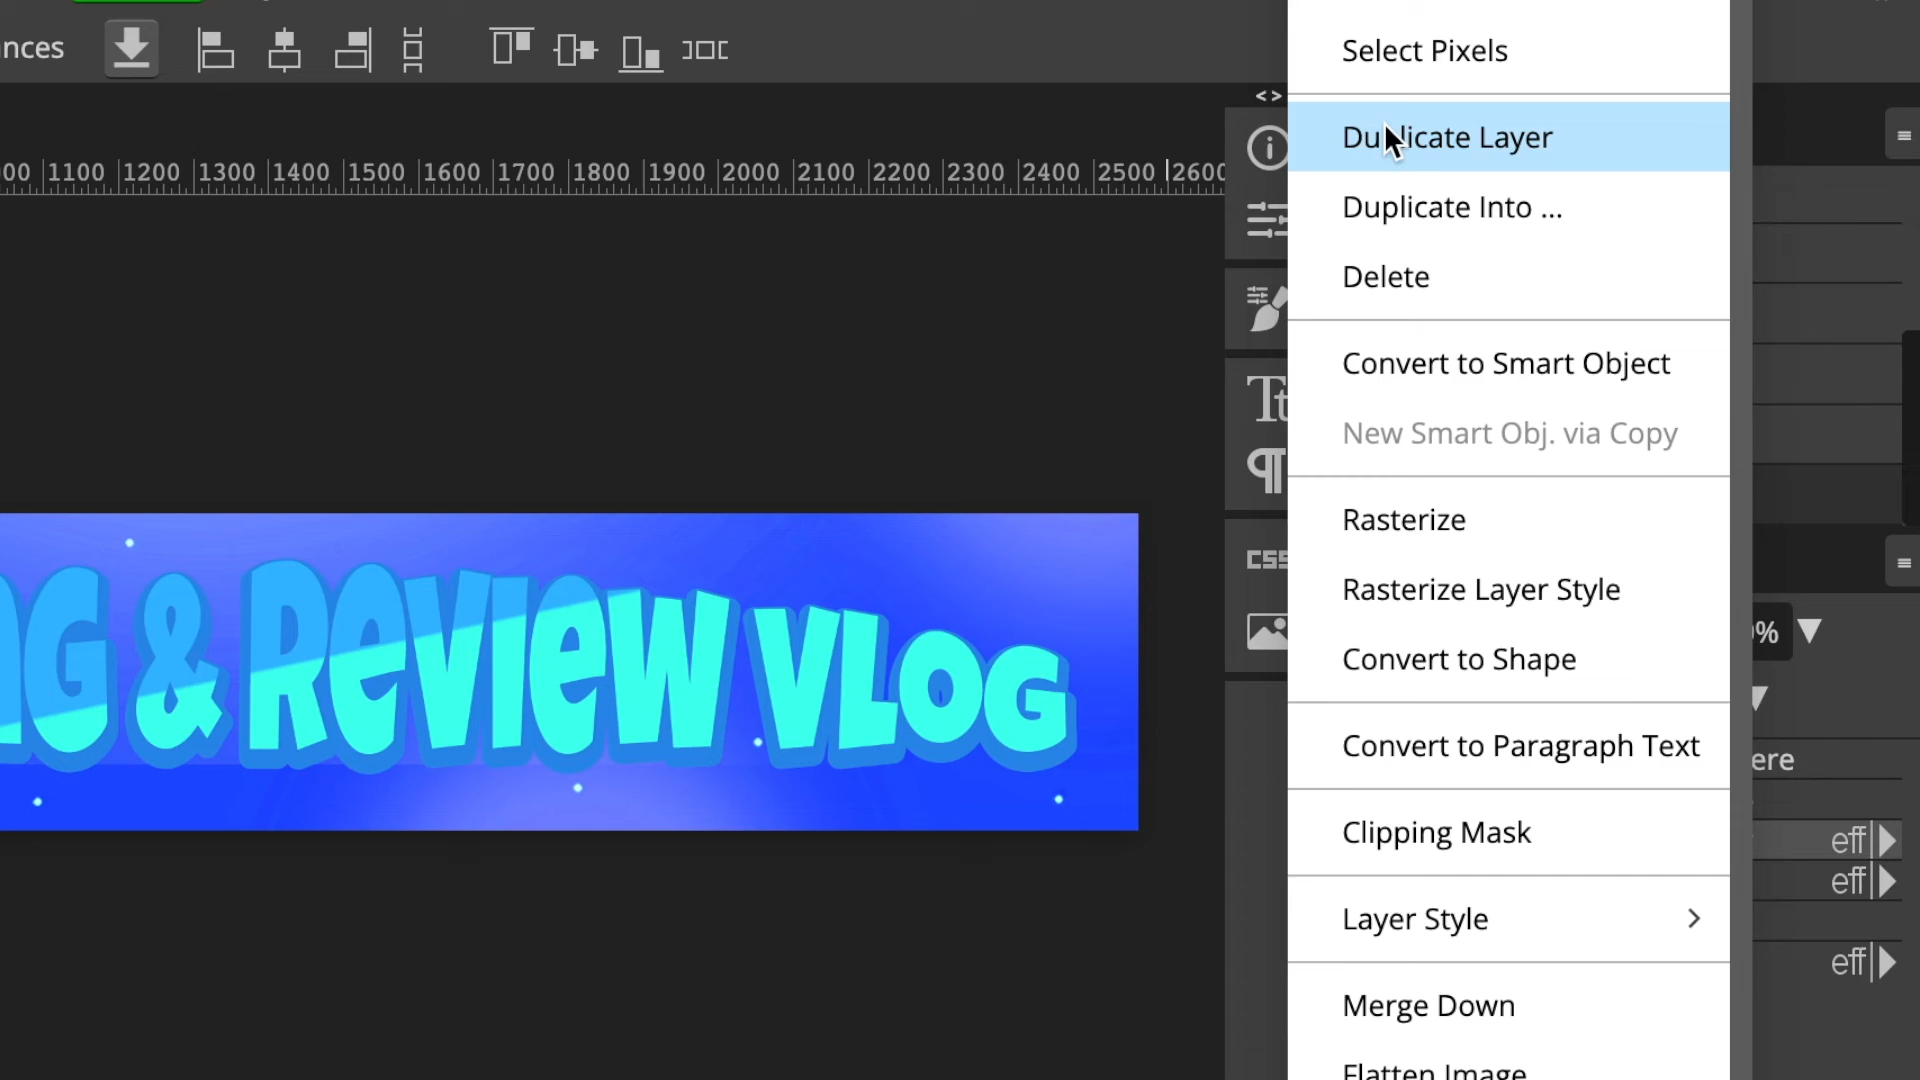 nces
Select Pixels
< >
Duplicate Layer
00 1100 1200 1300 1400 1500 1600 1700 1800 1900 2000 2100 2200 2300 2400 2500 2600
Duplicate Into ...
Delete
Convert to Smart Object
Tt
New Smart Obj. via Copy
¶
Rasterize
CSS
Rasterize Layer Style
G & REVIEW VLOG
%
Convert to Shape
Convert to Paragraph Text
ere
Clipping Mask
eff
eff
Layer Style
eff
Merge Down
Flatten Image